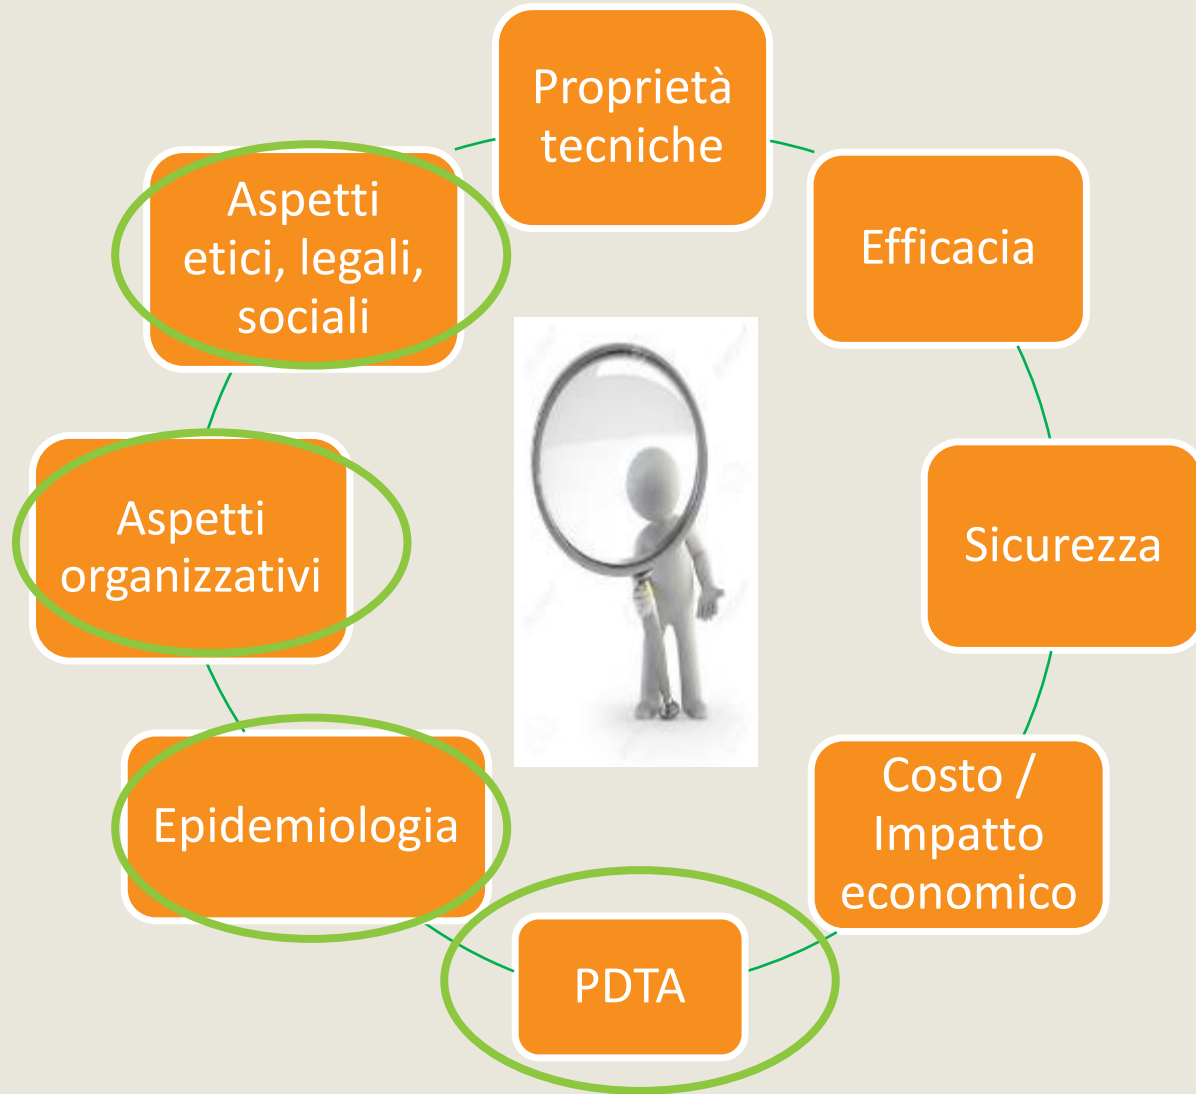 Proprietà
tecniche
Efficacia
Sicurezza
Costo /
Impatto
economico
PDTA
Epidemiologia
Aspetti
organizzativi
Aspetti
etici, legali,
sociali